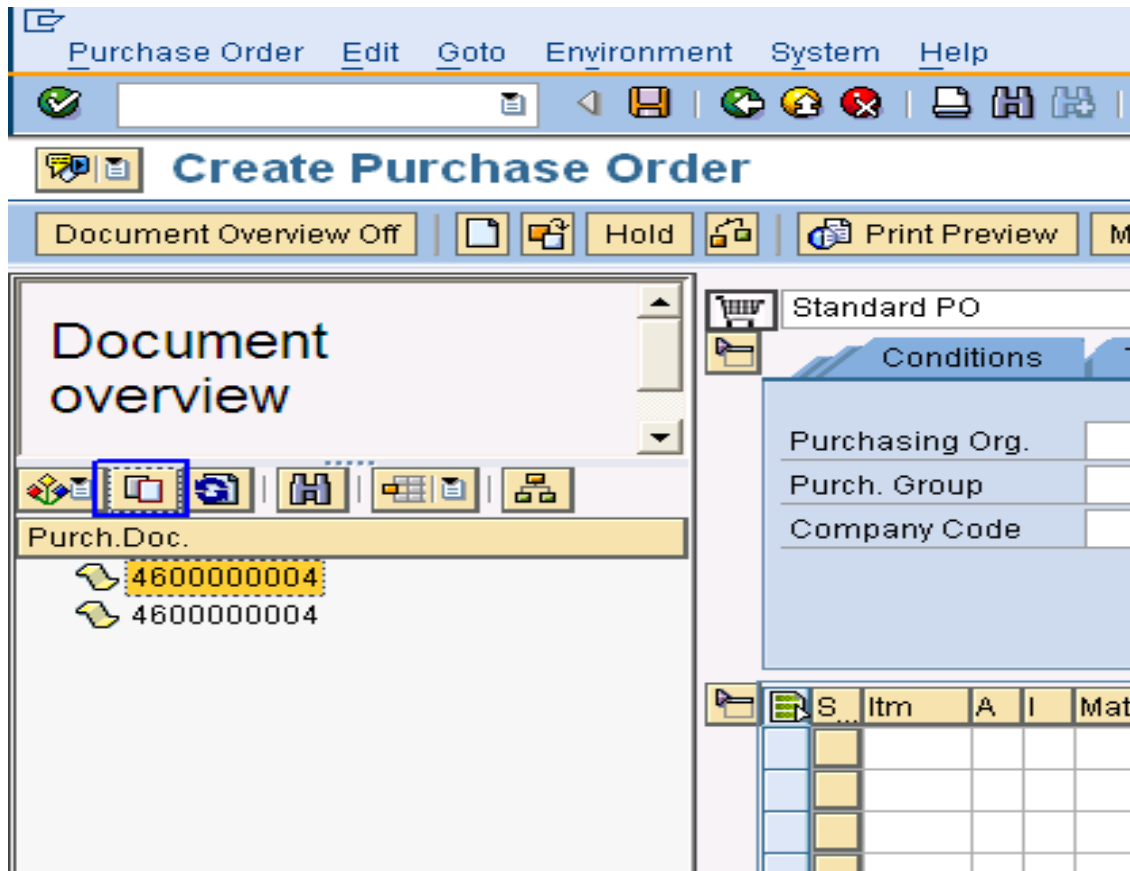 Purchase Order Edit Goto Environment System Help
Create Purchase Order
Document Overview Off Hold Print Preview M
Document
overview
Standard PO
Conditions
Purchasing Org.
Purch. Group
Company Code
Purch.Doc.
4600000004
4600000004
S... Itm A I Mat